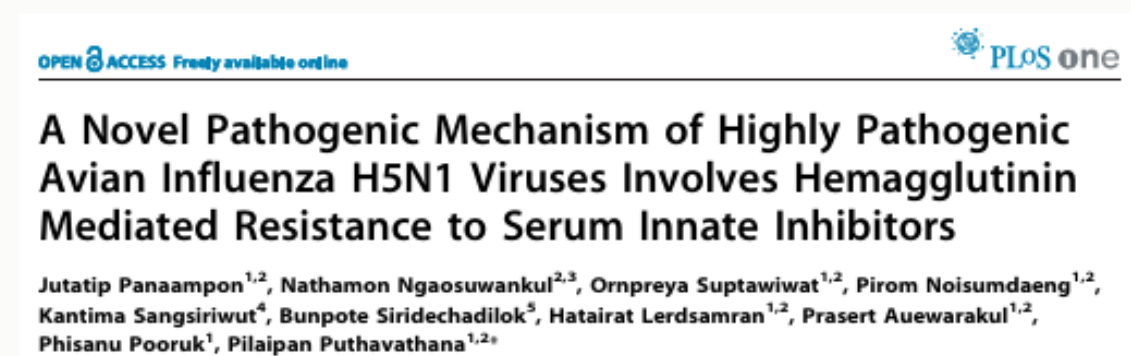 OPEN ACCESS Freely available online
PLoS one
A Novel Pathogenic Mechanism of Highly Pathogenic
Avian Influenza H5N1 Viruses Involves Hemagglutinin
Mediated Resistance to Serum Innate Inhibitors
Jutatip Panaampon1,2, Nathamon Ngaosuwankul2,3, Ornpreya Suptawiwat1,2, Pirom Noisumdaeng1,2,
Kantima Sangsiriwut4, Bunpote Siridechadilok5, Hatairat Lerdsamran1,2, Prasert Auewarakul1,2,
Phisanu Pooruk1, Pilaipan Puthavathana1,2*